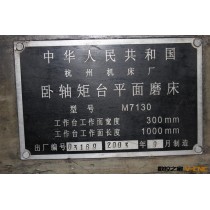 中华人民共和国
杭州机床厂
卧轴矩台平面磨床
型号 M7130
工作台工作面宽度 300mm
工作台工作面长度 1000mm
出厂编号 200 年 月制造